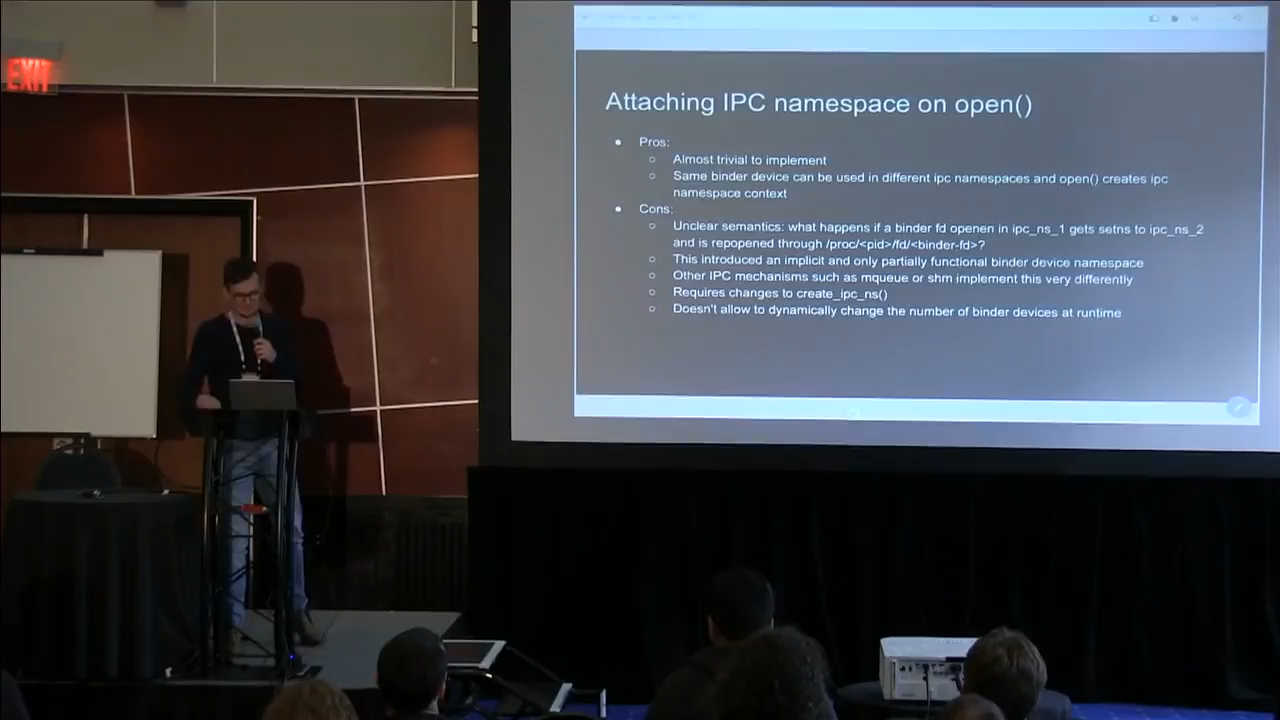 EXIT
Attaching IPC namespace on open()
Pros:
Almost trivial to implement
Same binder device can be used in different ipc namespaces and open() creates ipc
namespace context
Cons:
Unclear semantics: what happens if a binder fd openen in ipc_ns_1 gets setns to ipc_ns_2
and is repopened through /proc/<pid>/fd/<binder-fd>?
This introduced an implicit and only partially functional binder device namespace
Other IPC mechanisms such as mqueue or shm implement this very differently
Requires changes to create_ipc_ns()
Doesn't allow to dynamically change the number of binder devices at runtime